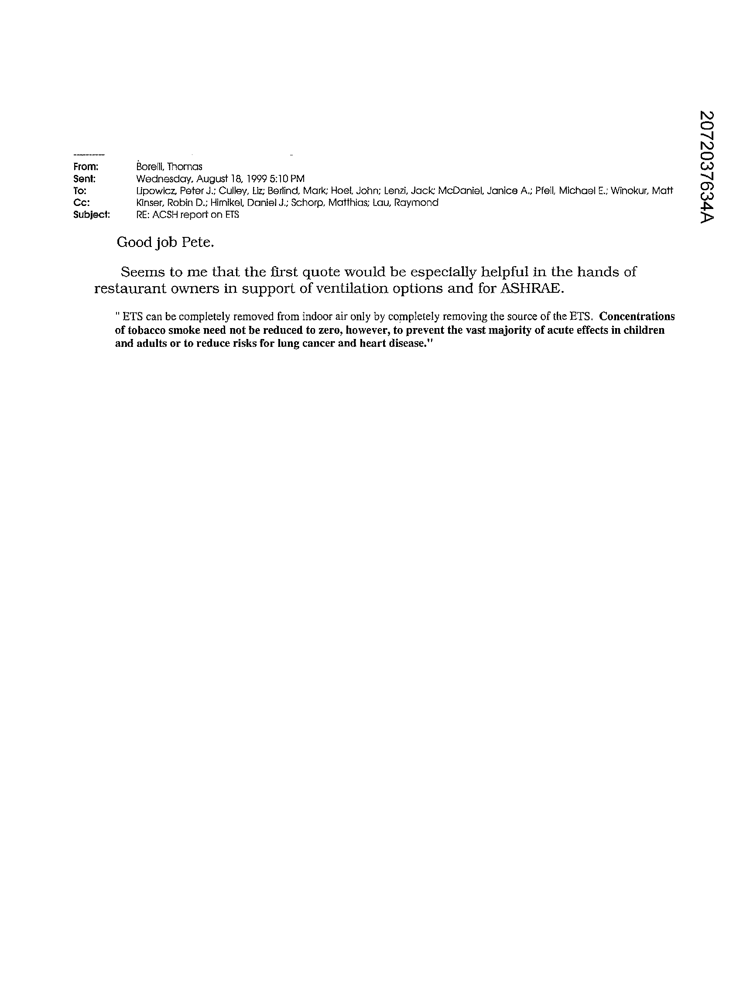 2072037634A
----------
From: Borelli, Thomas
Sent: Wednesday, August 18, 1999 5:10 PM
To: Lipowicz, Peter J.; Culley, Liz; Berlind, Mark; Hoel, John; Lenzi, Jack; McDaniel, Janice A.; Pfeil, Michael E.; Winokur, Matt
Cc: Kinser, Robin D.; Himikel, Daniel J.; Schorp, Matthias; Lau, Raymond
Subject: RE: ACSH report on ETS
Good job Pete.
Seems to me that the first quote would be especially helpful in the hands of
restaurant owners in support of ventilation options and for ASHRAE.
" ETS can be completely removed from indoor air only by completely removing the source of the ETS. Concentrations
of tobacco smoke need not be reduced to zero, however, to prevent the vast majority of acute effects in children
and adults or to reduce risks for lung cancer and heart disease."